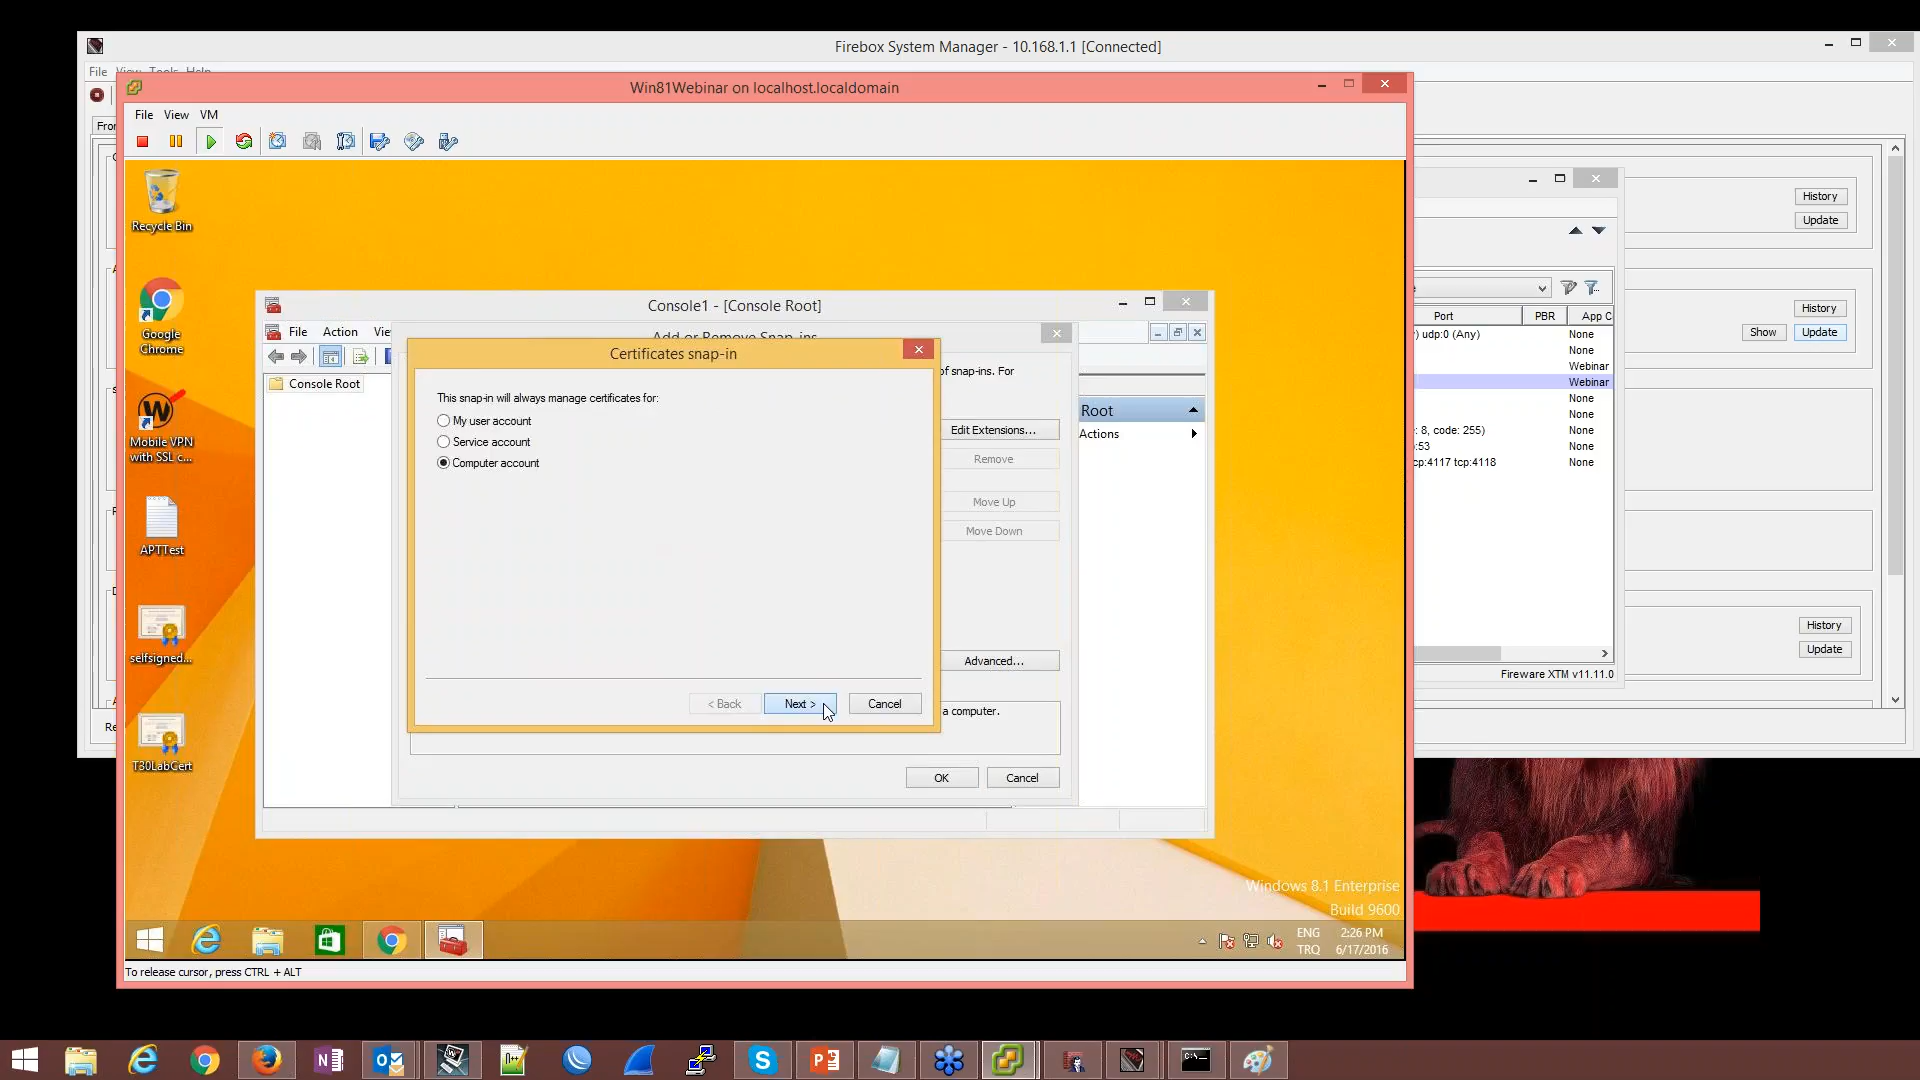 Firebox System Manager - 10.168.1.1 [Connected]
File View Tools Help
Win81Webinar on localhost.localdomain
File View VM
Recycle Bin
Google
Chrome
Mobile VPN
with SSL c...
APTTest
selfsigned...
T30LabCert
Console1 - [Console Root]
File Action
Add or Remove Snap-ins
Console Root
Certificates snap-in
This snap-in will always manage certificates for:
My user account
Service account
Computer account
< Back Next > Cancel
of snap-ins. For
Edit Extensions...
Remove
Move Up
Move Down
Advanced...
a computer.
OK Cancel
Root
Actions
Port PBR App C
) udp:0 (Any) None
None
Webinar
Webinar
None
None
: 8, code: 255) None
:53 None
cp:4117 tcp:4118 None
Fireware XTM v11.11.0
History
Update
History
Show Update
History
Update
Windows 8.1 Enterprise
Build 9600
ENG 2:26 PM
TRQ 6/17/2016
To release cursor, press CTRL + ALT